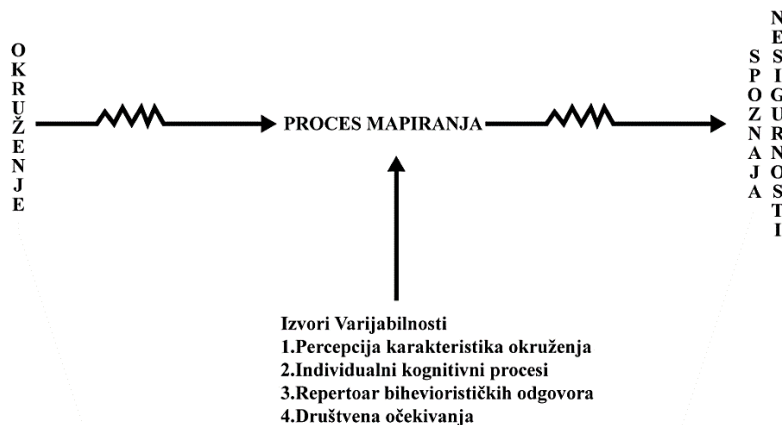 OKRUŽENJE
PROCES MAPIRANJA
SPOZNAJA
NESIGURNOSTI
Izvori Varijabilnosti
1.Percepcija karakteristika okruženja
2.Individualni kognitivni procesi
3.Repertoar biheviorističkih odgovora
4.Društvena očekivanja